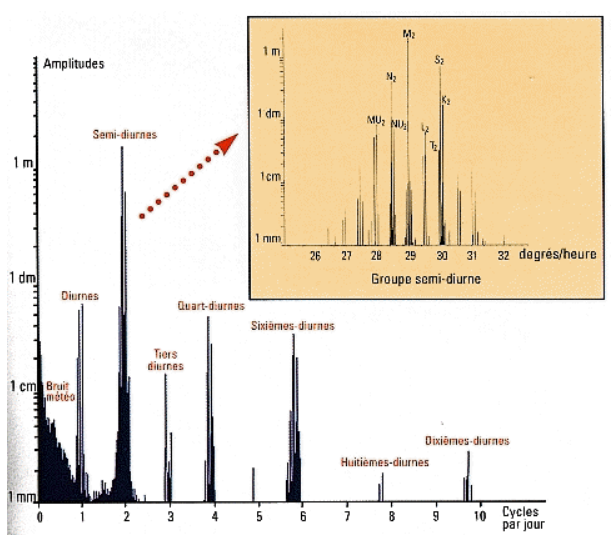 Amplitudes
1 m
1 dm
1 cm
1 mm
Semi-diurnes
Diurnes
Bruit
météo
Tiers
diurnes
Quart-diurnes
Sixièmes-diurnes
Huitièmes-diurnes
Dixièmes-diurnes
0 1 2 3 4 5 6 7 8 9 10
Cycles
par jour
1 m
1 dm
1 cm
1 mm
M2
S2
N2
K2
MU2
NU2
L2
T2
26 27 28 29 30 31 32 degrés/heure
Groupe semi-diurne